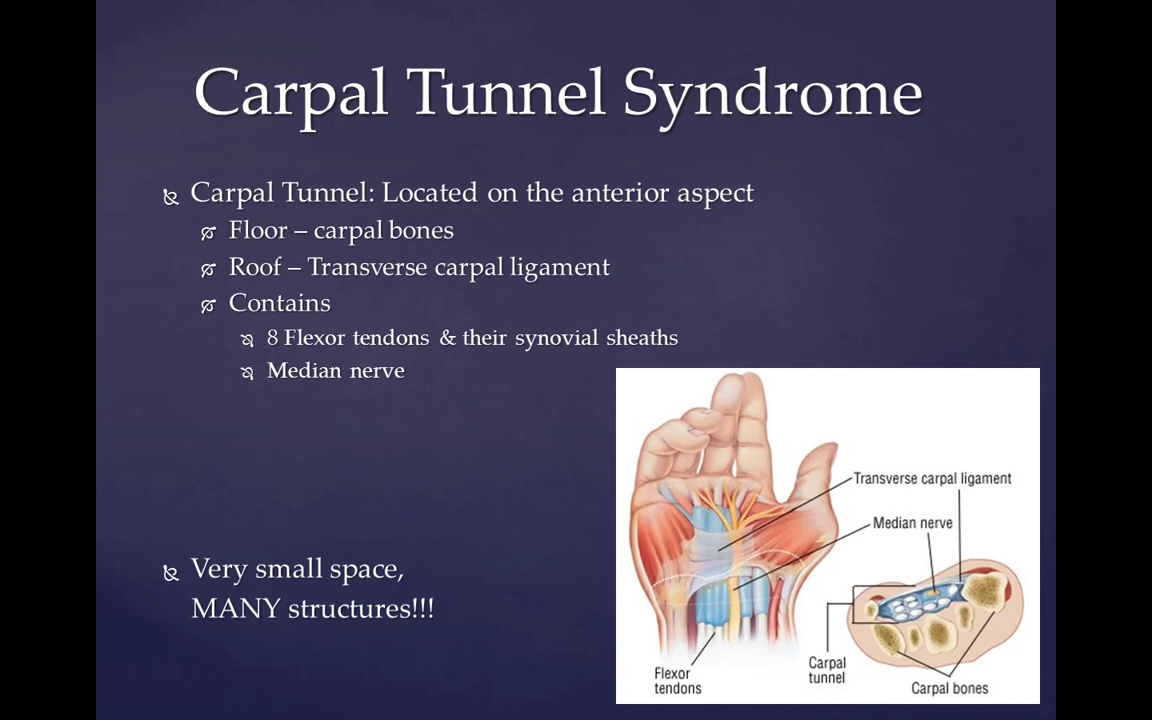 Carpal Tunnel Syndrome
Carpal Tunnel: Located on the anterior aspect
Floor – carpal bones
Roof – Transverse carpal ligament
Contains
8 Flexor tendons & their synovial sheaths
Median nerve
Very small space,
MANY structures!!!
Transverse carpal ligament
Median nerve
Flexor
tendons
Carpal
tunnel
Carpal bones